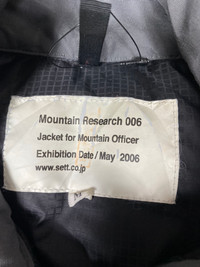 Mountain Research 006
Jacket for Mountain Officer
Exhibition Date/May 2006
www.sett.co.jp